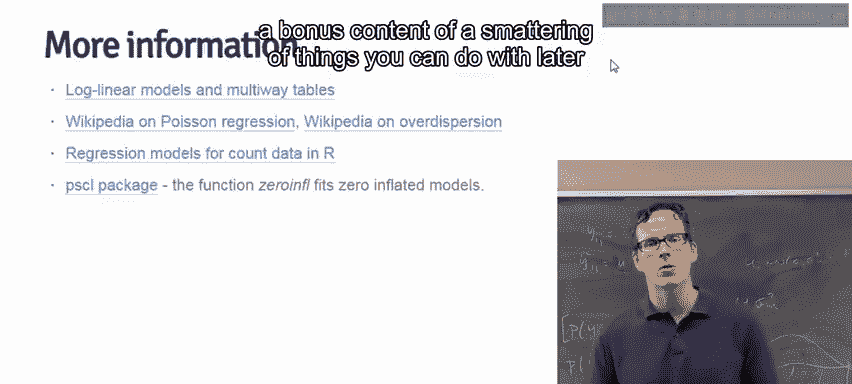 More information
a bonus content of a smattering
of things you can do with later
· Log-linear models and multiway tables
· Wikipedia on Poisson regression, Wikipedia on overdispersion
· Regression models for count data in R
· pscl package - the function zeroinfl fits zero inflated models.